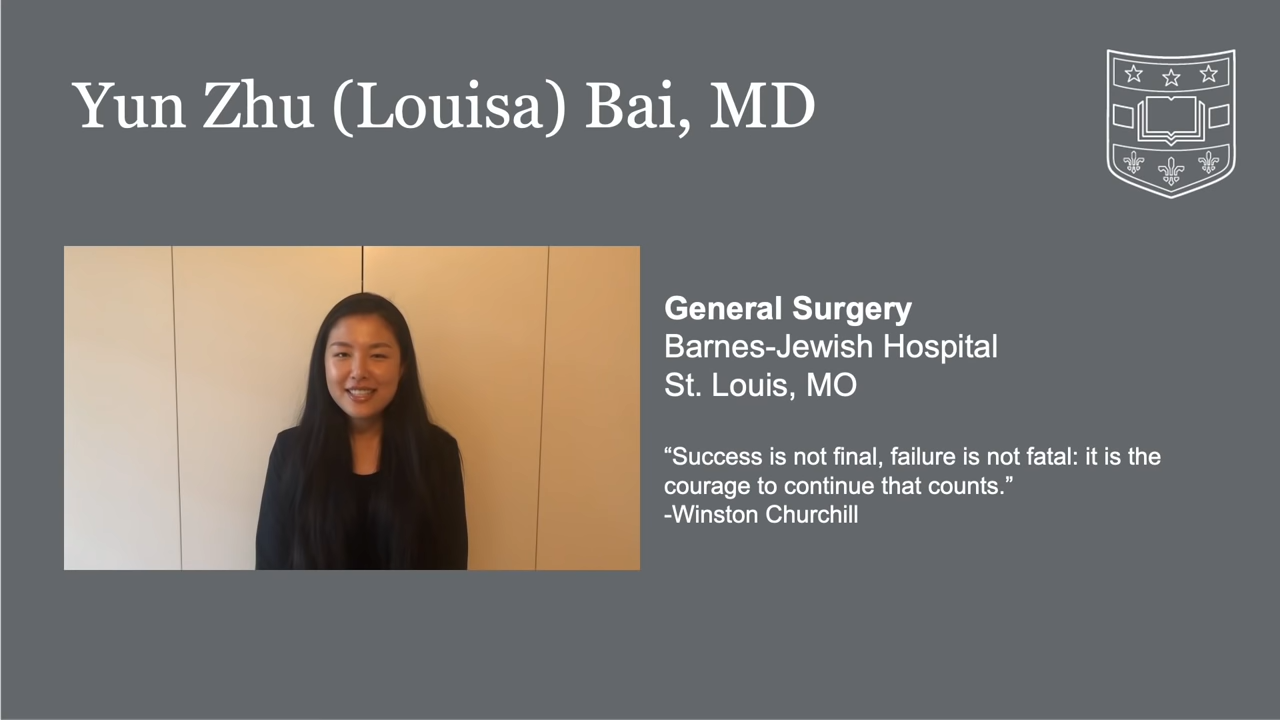 Yun Zhu (Louisa) Bai, MD
General Surgery
Barnes-Jewish Hospital
St. Louis, MO
“Success is not final, failure is not fatal: it is the
courage to continue that counts.”
-Winston Churchill